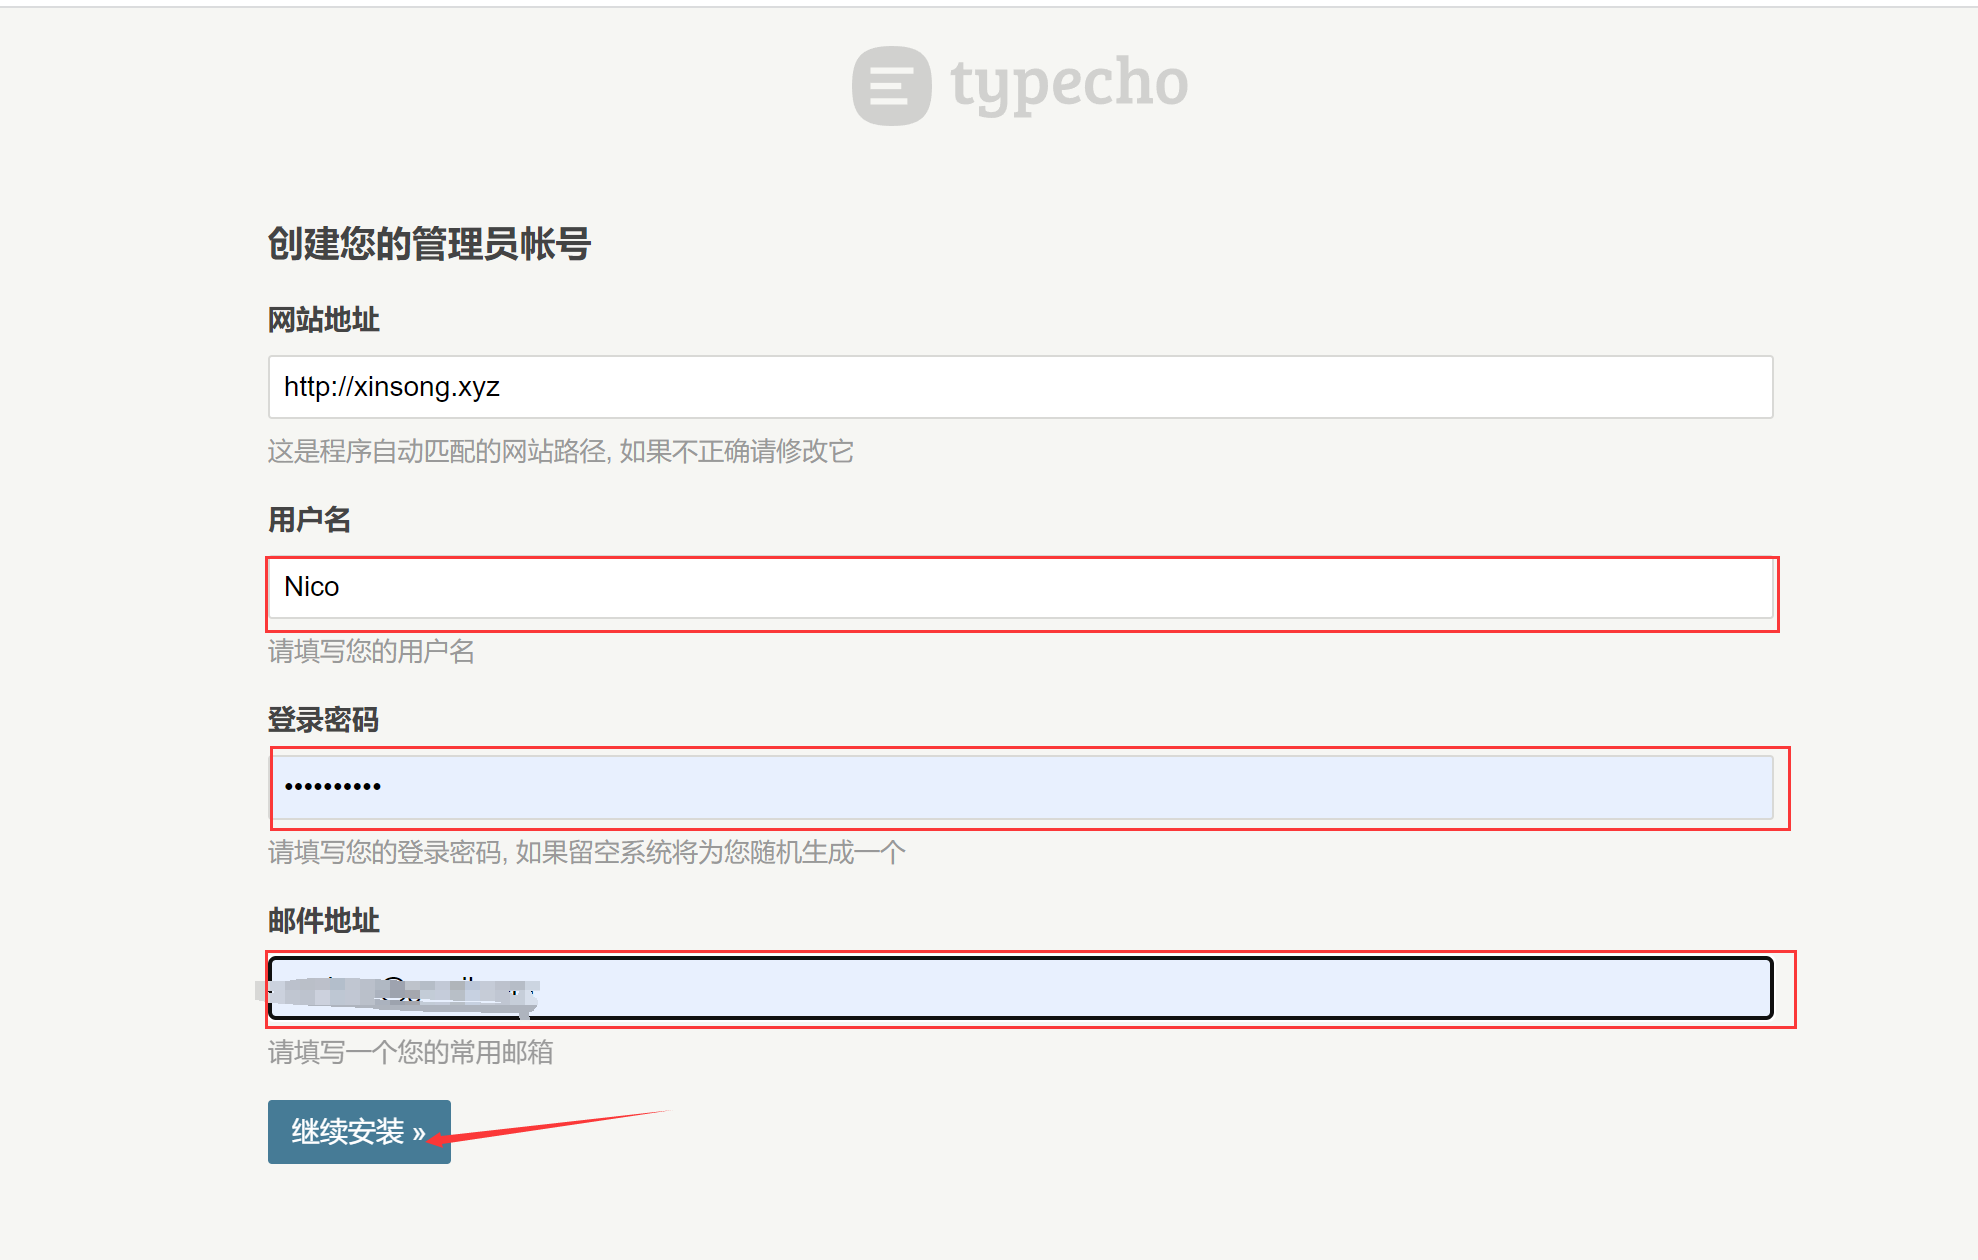 typecho
创建您的管理员帐号
网站地址
http://xinsong.xyz
这是程序自动匹配的网站路径, 如果不正确请修改它
用户名
Nico
请填写您的用户名
登录密码
••••••••••
请填写您的登录密码, 如果留空系统将为您随机生成一个
邮件地址
请填写一个您的常用邮箱
继续安装 »